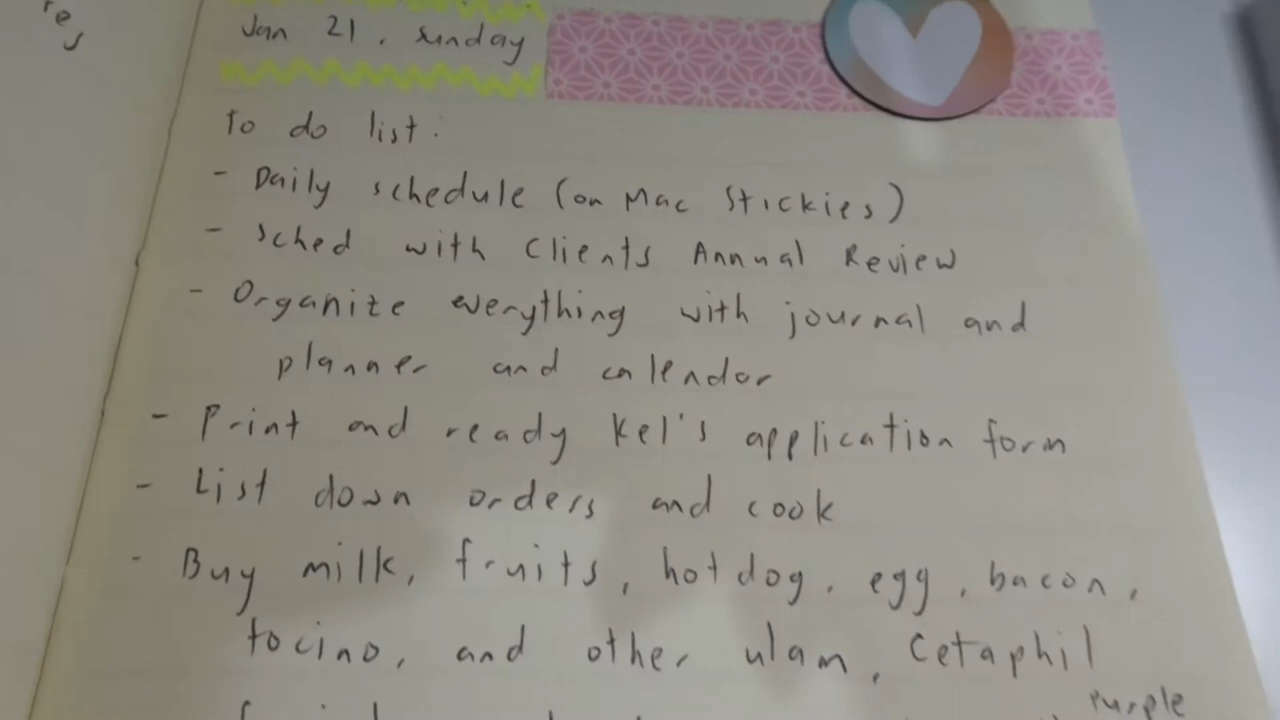 Jan 21, sunday
To do list:
- Daily schedule (on Mac Stickies)
- Sched with Clients Annual Review
- Organize everything with journal and
planner and calendar
- Print and ready Kel's application form
- List down orders and cook
- Buy milk, fruits, hotdog, egg, bacon,
tocino, and other ulam, Cetaphil
Purple